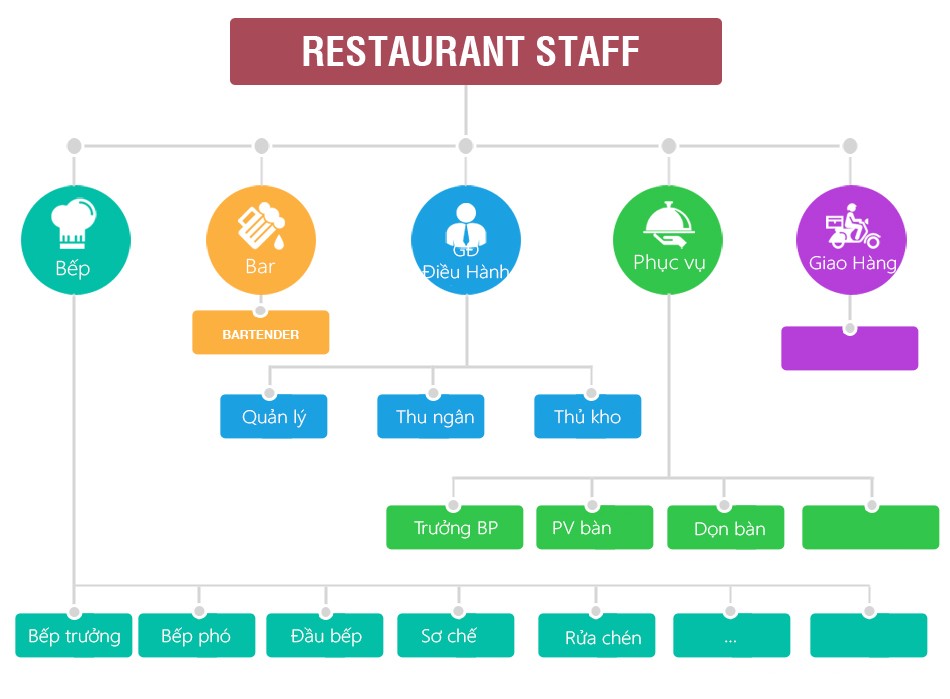 RESTAURANT STAFF
Bếp
Bar
GĐ
Điều Hành
Phục vụ
Giao Hàng
BARTENDER
Quản lý
Thu ngân
Thủ kho
Trưởng BP
PV bàn
Dọn bàn
Bếp trưởng
Bếp phó
Đầu bếp
Sơ chế
Rửa chén
...